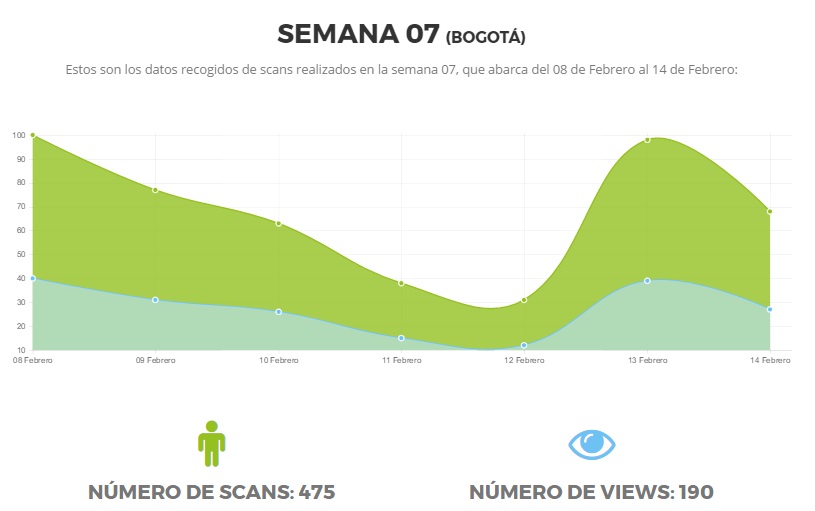 SEMANA 07 (BOGOTÁ)
Estos son los datos recogidos de scans realizados en la semana 07, que abarca del 08 de Febrero al 14 de Febrero:
100
90
80
70
60
50
40
30
20
10
08 Febrero 09 Febrero 10 Febrero 11 Febrero 12 Febrero 13 Febrero 14 Febrero
NÚMERO DE SCANS: 475 NÚMERO DE VIEWS: 190